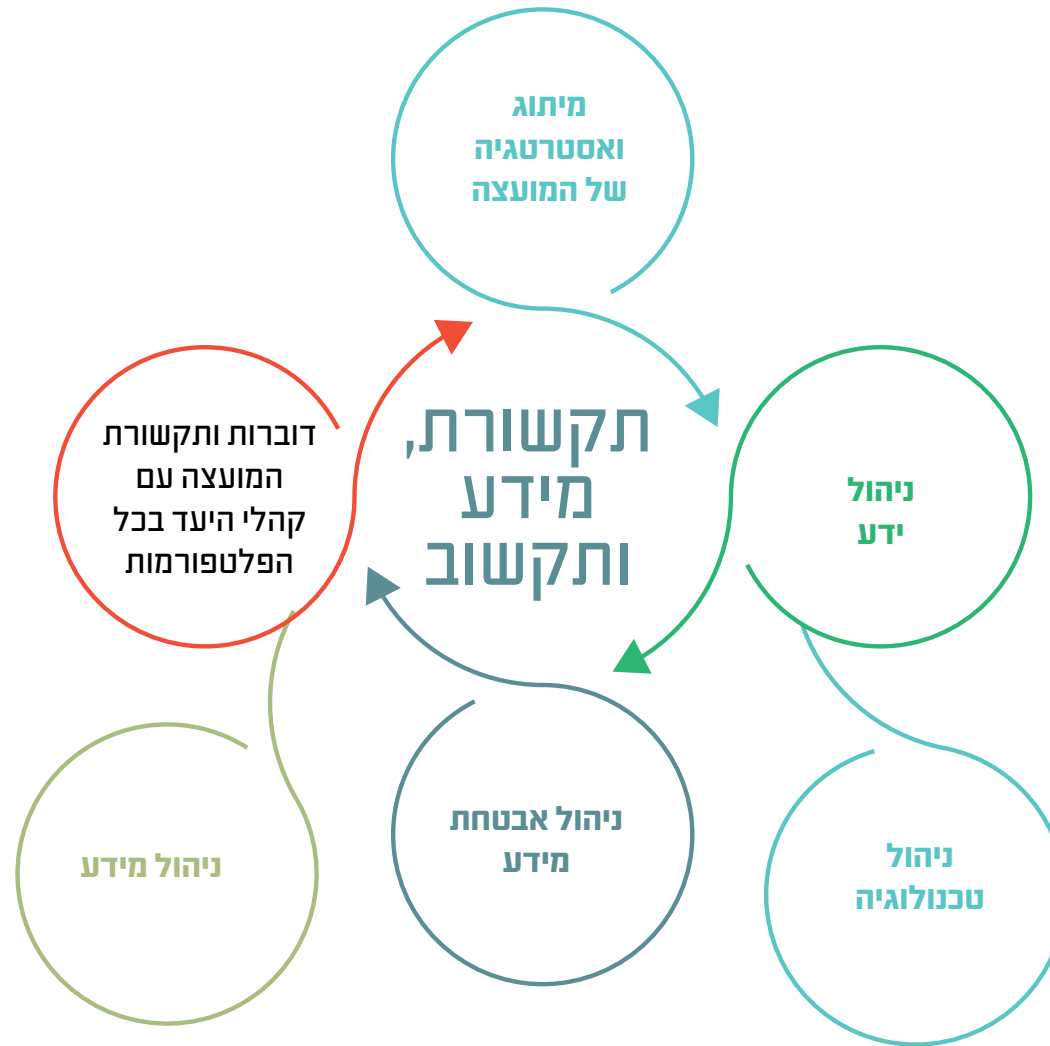 מיתוג
ואסטרטגיה
של המועצה
תקשורת,
מידע
ותקשוב
ניהול
ידע
דוברות ותקשורת
המועצה עם
קהלי היעד בכל
הפלטפורמות
ניהול
טכנולוגיה
ניהול אבטחת
מידע
ניהול מידע